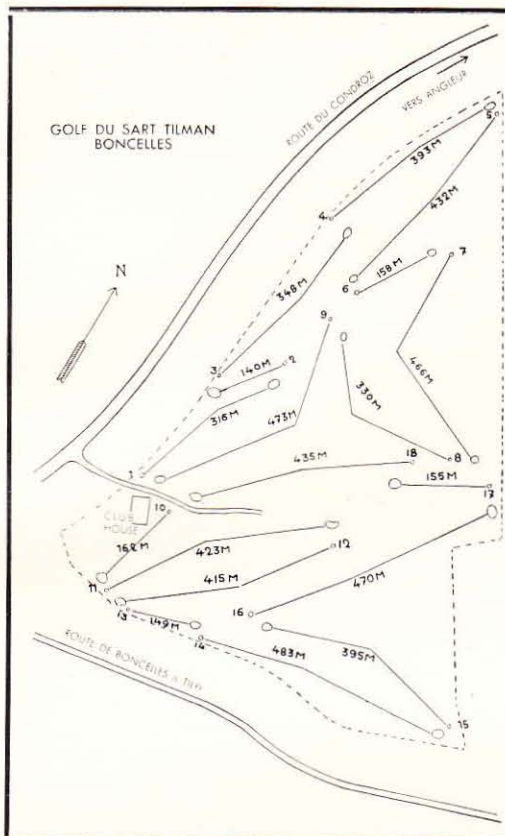 GOLF DU SART TILMAN
BONCELLES
ROUTE DU CONDROZ
VERS ANGLEUR
N
5
393M
4
432M
7
158M
6
348M
9
3
140M
2
316M
473M
330M
466M
435M
18
8
1
155M
17
CLUB
HOUSE
10
162M
423M
12
11
415M
470M
13
149M
16
14
395M
483M
15
ROUTE DE BONCELLES A TILFF